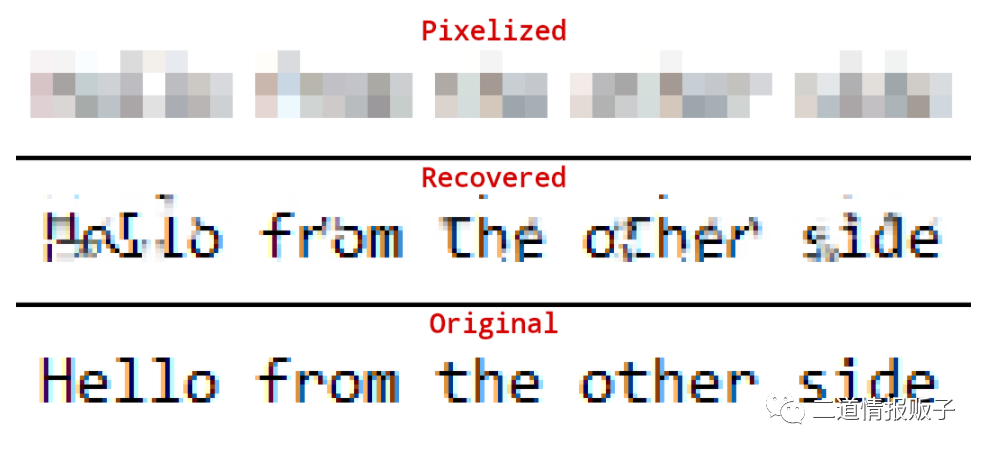 Pixelized
Recovered
Hello from the other side
Original
Hello from the other side
二道情报贩子